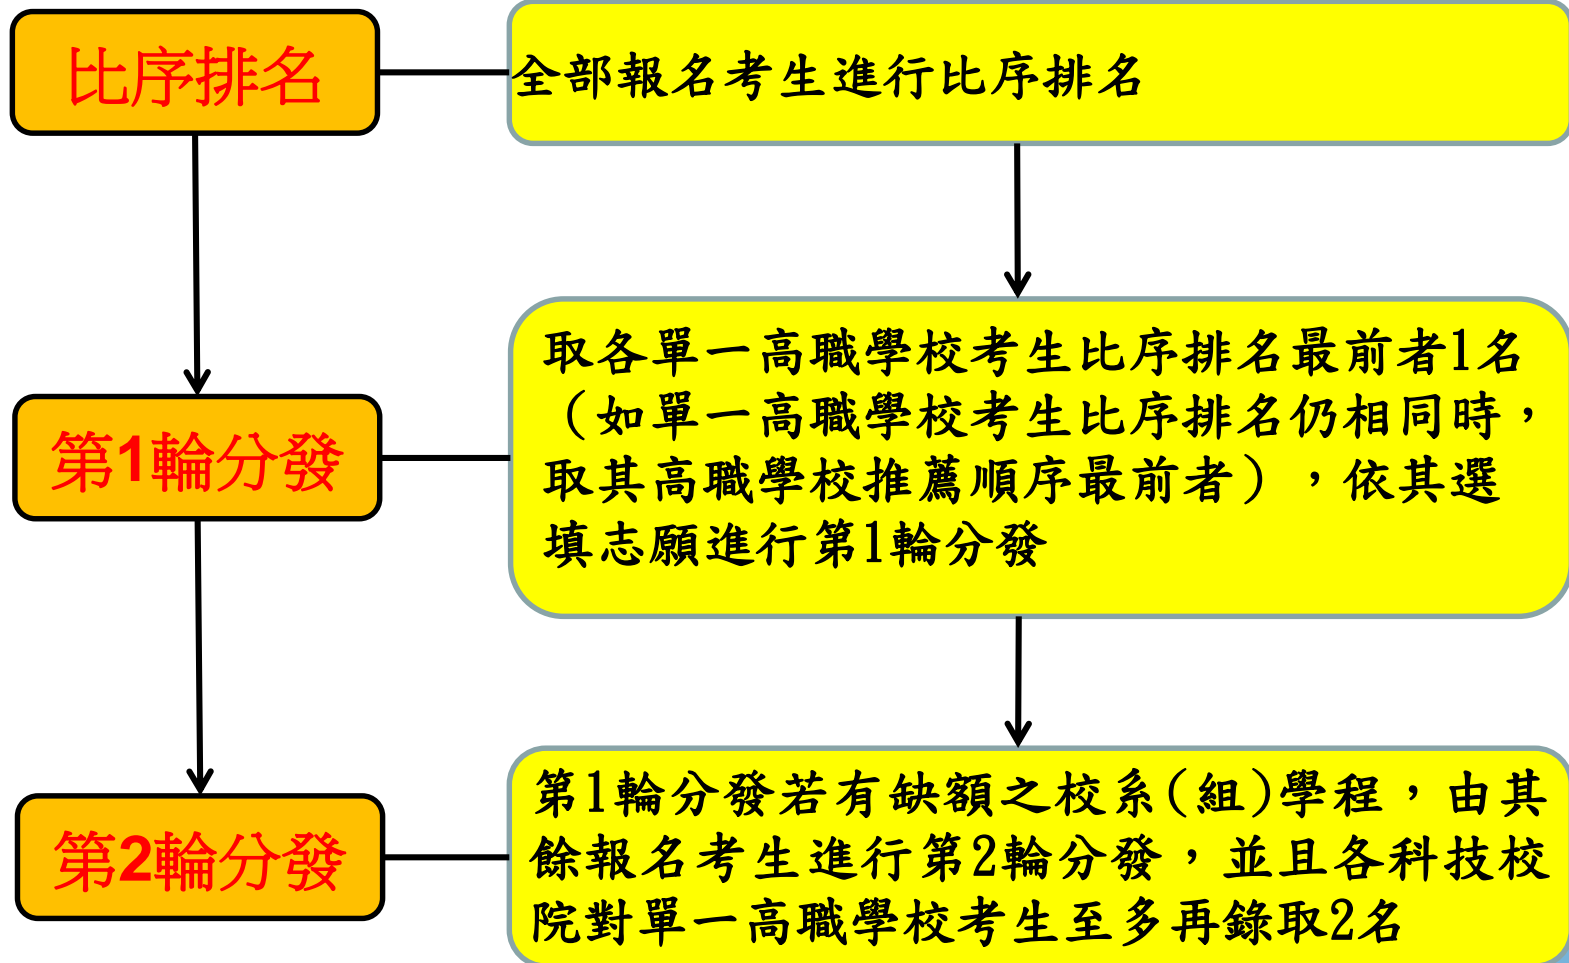 比序排名
全部報名考生進行比序排名
第1輪分發
取各單一高職學校考生比序排名最前者1名
（如單一高職學校考生比序排名仍相同時，
取其高職學校推薦順序最前者），依其選
填志願進行第1輪分發
第2輪分發
第1輪分發若有缺額之校系(組)學程，由其
餘報名考生進行第2輪分發，並且各科技校
院對單一高職學校考生至多再錄取2名